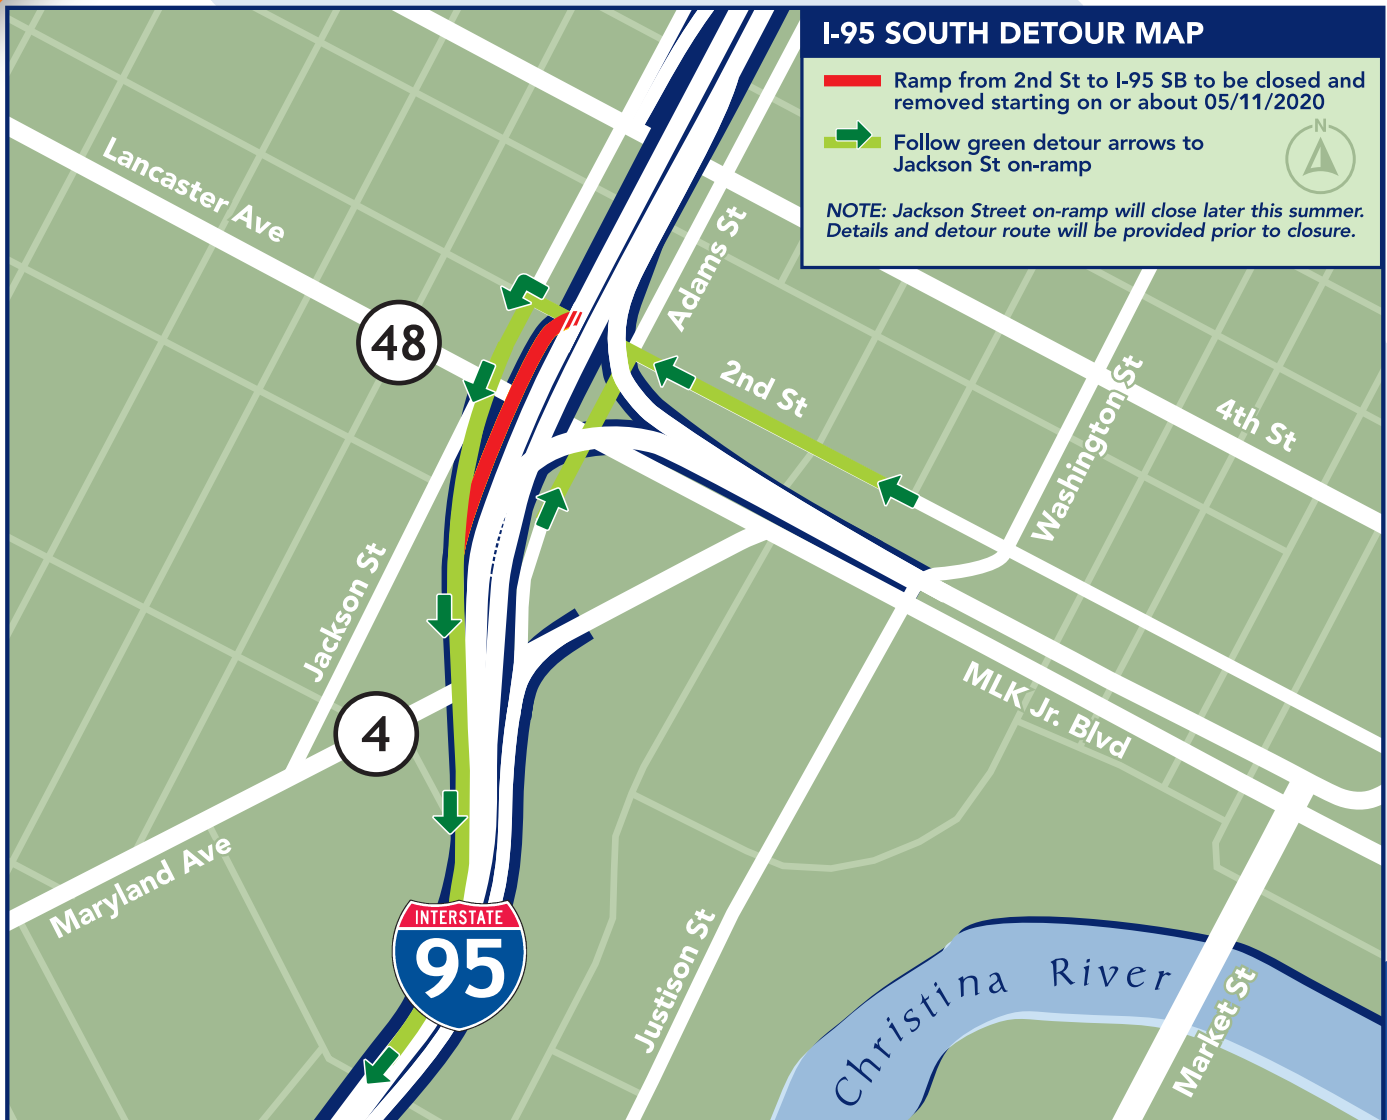 I-95 SOUTH DETOUR MAP
Ramp from 2nd St to I-95 SB to be closed and
removed starting on or about 05/11/2020
Follow green detour arrows to
Jackson St on-ramp
N
NOTE: Jackson Street on-ramp will close later this summer.
Details and detour route will be provided prior to closure.
Lancaster Ave
Adams St
48
2nd St
4th St
Washington St
Jackson St
MLK Jr. Blvd
4
Maryland Ave
INTERSTATE
95
Justison St
Christina River
Market St